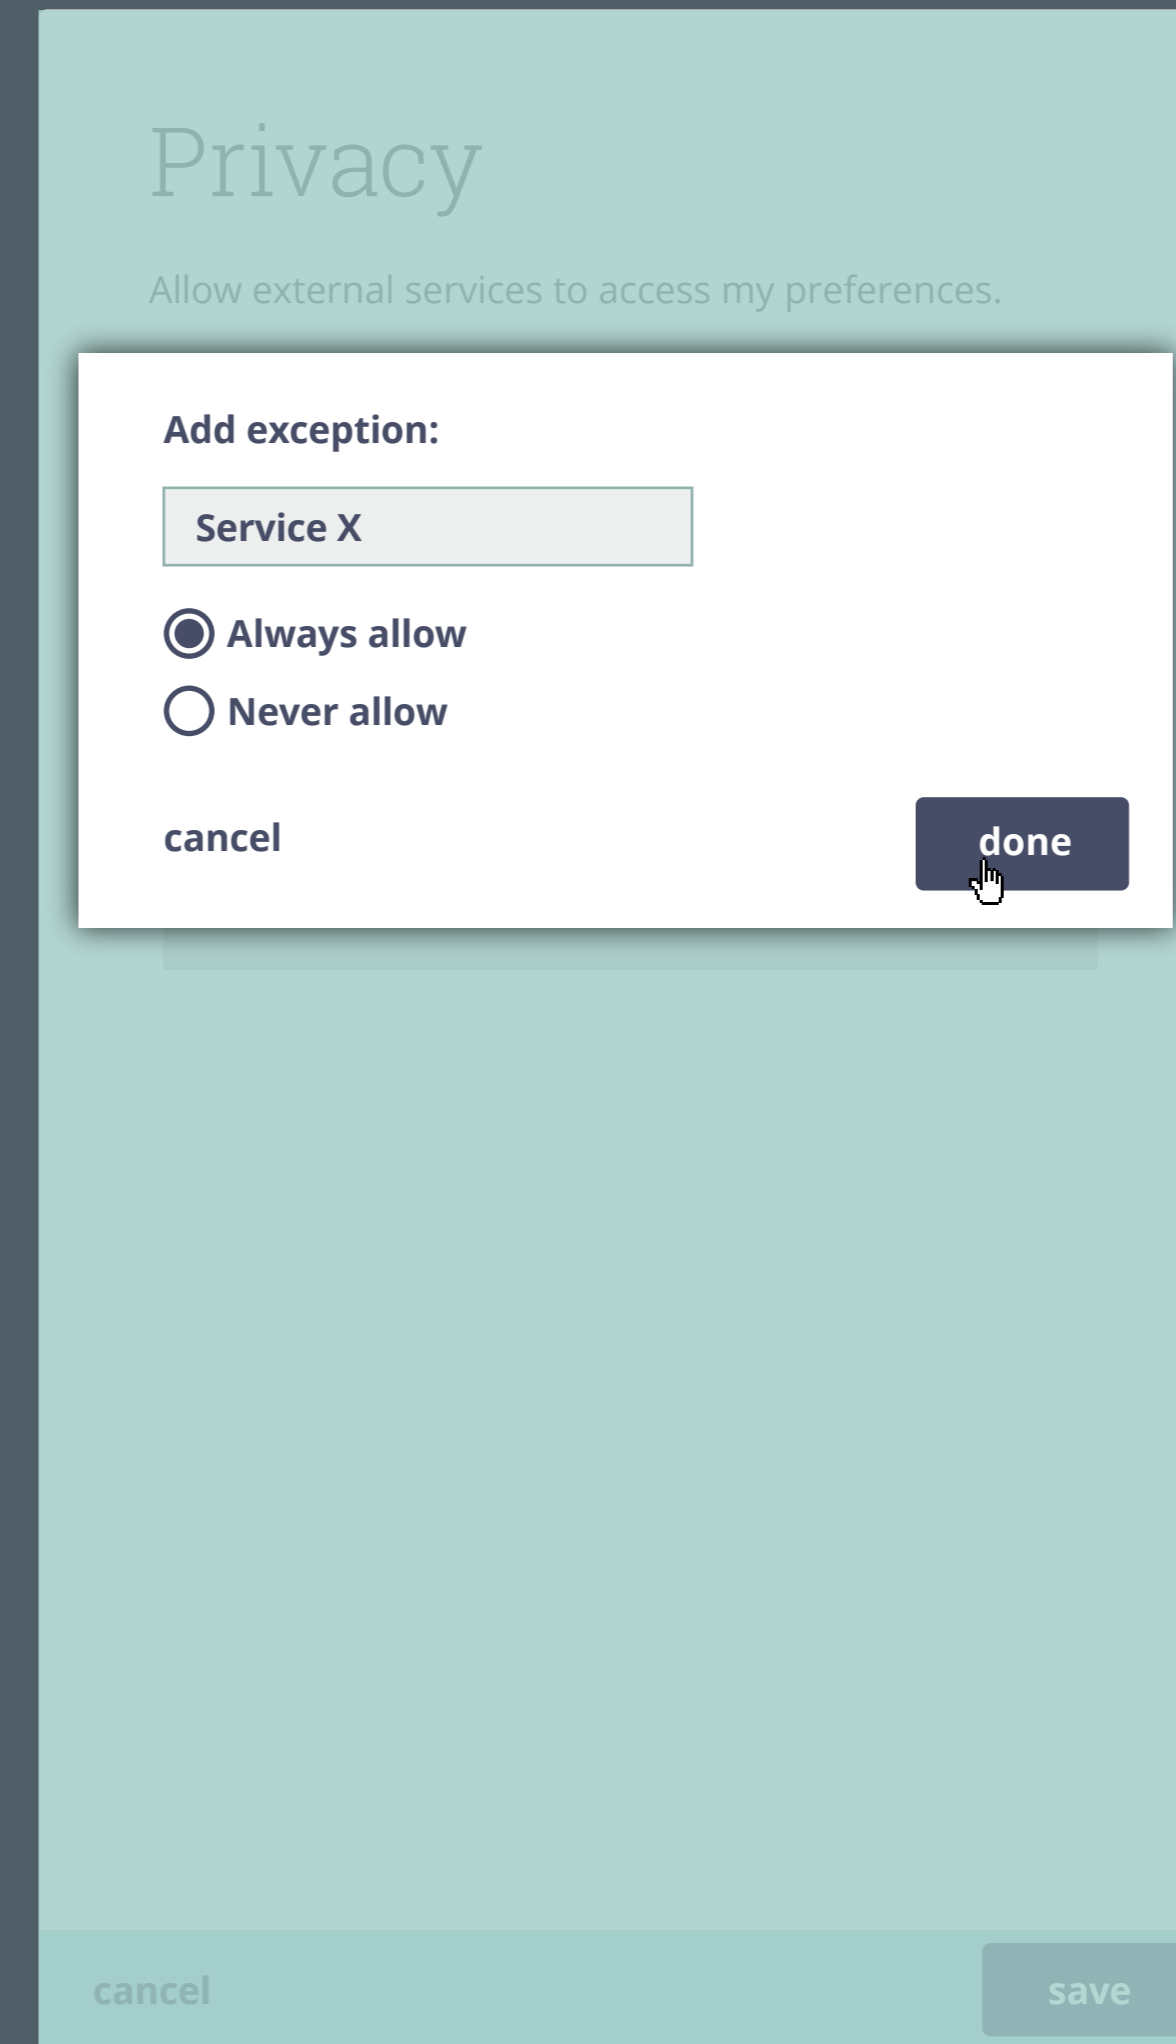 Privacy
Allow external services to access my preferences.
Add exception:
Service X
Always allow
Never allow
cancel
done
cancel
save